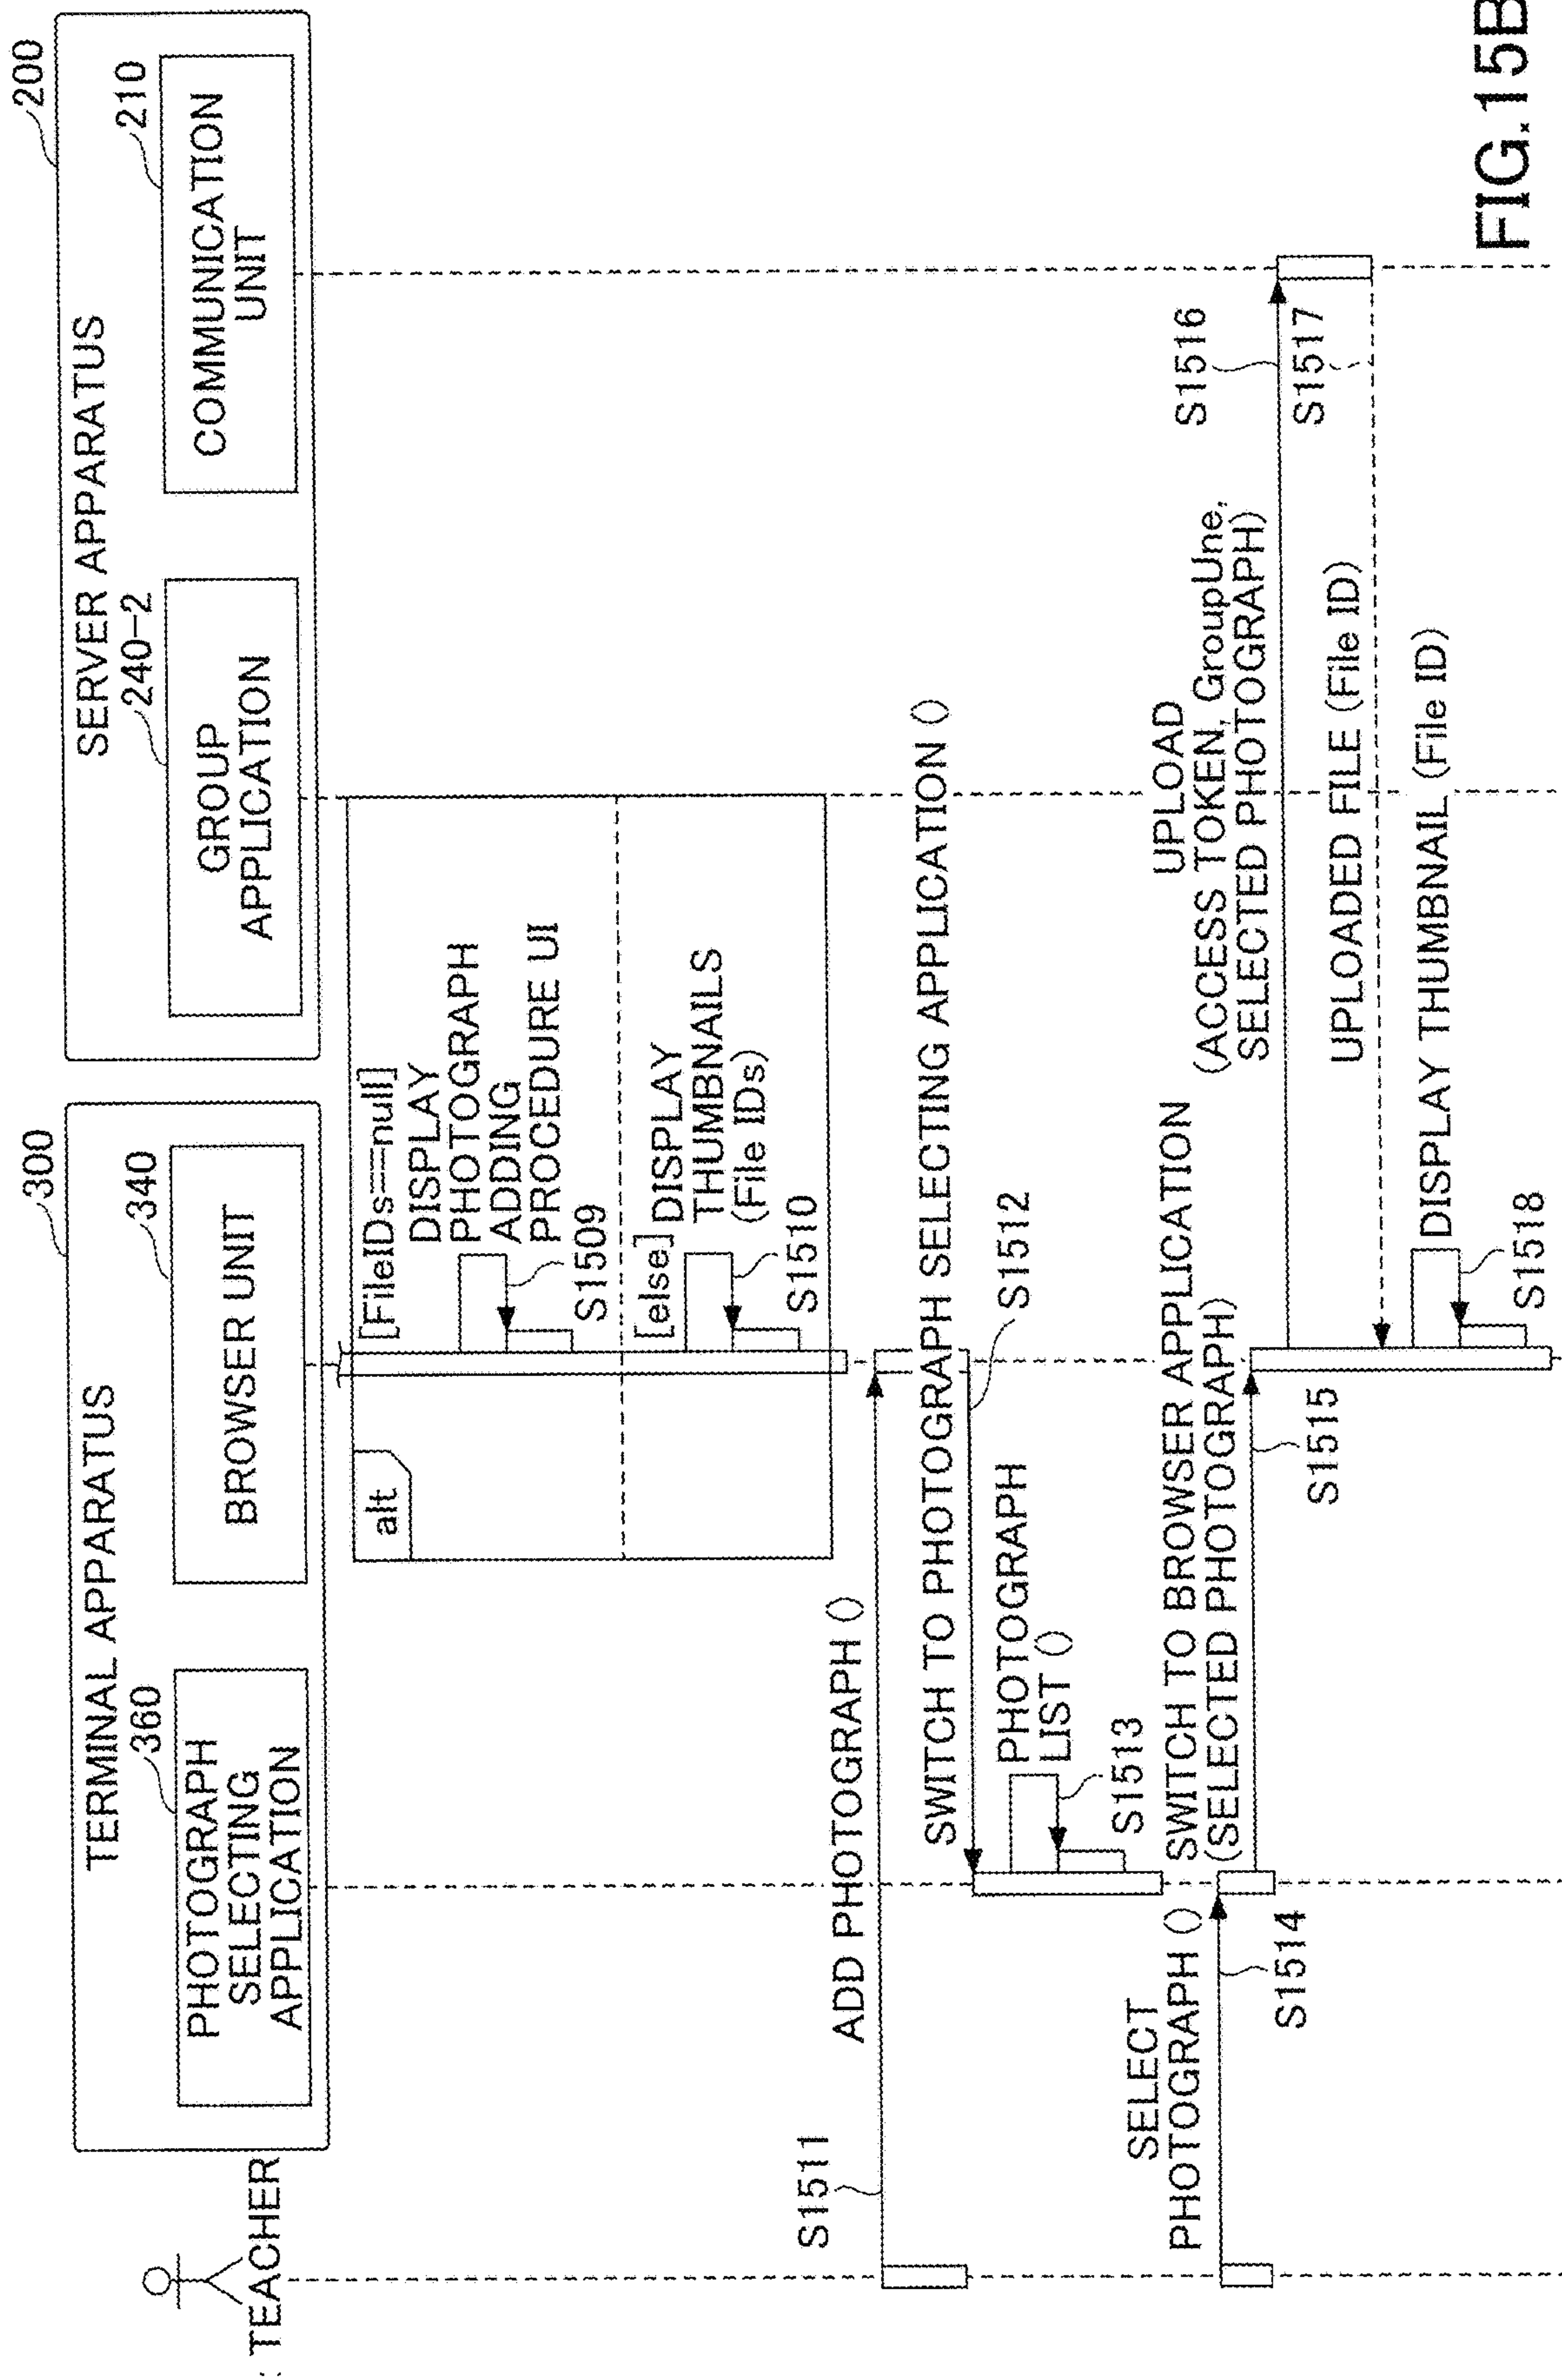 FIG.15B
TERMINAL APPARATUS
300
SERVER APPARATUS
200
: TEACHER
PHOTOGRAPH
SELECTING
APPLICATION
360
BROWSER UNIT
340
GROUP
APPLICATION
240-2
COMMUNICATION
UNIT
210
alt
[FileIDs==null]
DISPLAY
PHOTOGRAPH
ADDING
PROCEDURE UI
S1509
[else]
DISPLAY
THUMBNAILS
(File IDs)
S1510
S1511
ADD PHOTOGRAPH ()
SWITCH TO PHOTOGRAPH SELECTING APPLICATION ()
S1512
PHOTOGRAPH
LIST ()
S1513
SELECT
PHOTOGRAPH ()
S1514
SWITCH TO BROWSER APPLICATION
(SELECTED PHOTOGRAPH)
S1515
UPLOAD
(ACCESS TOKEN, GroupUne,
SELECTED PHOTOGRAPH)
S1516
S1517
UPLOADED FILE (File ID)
DISPLAY THUMBNAIL (File ID)
S1518